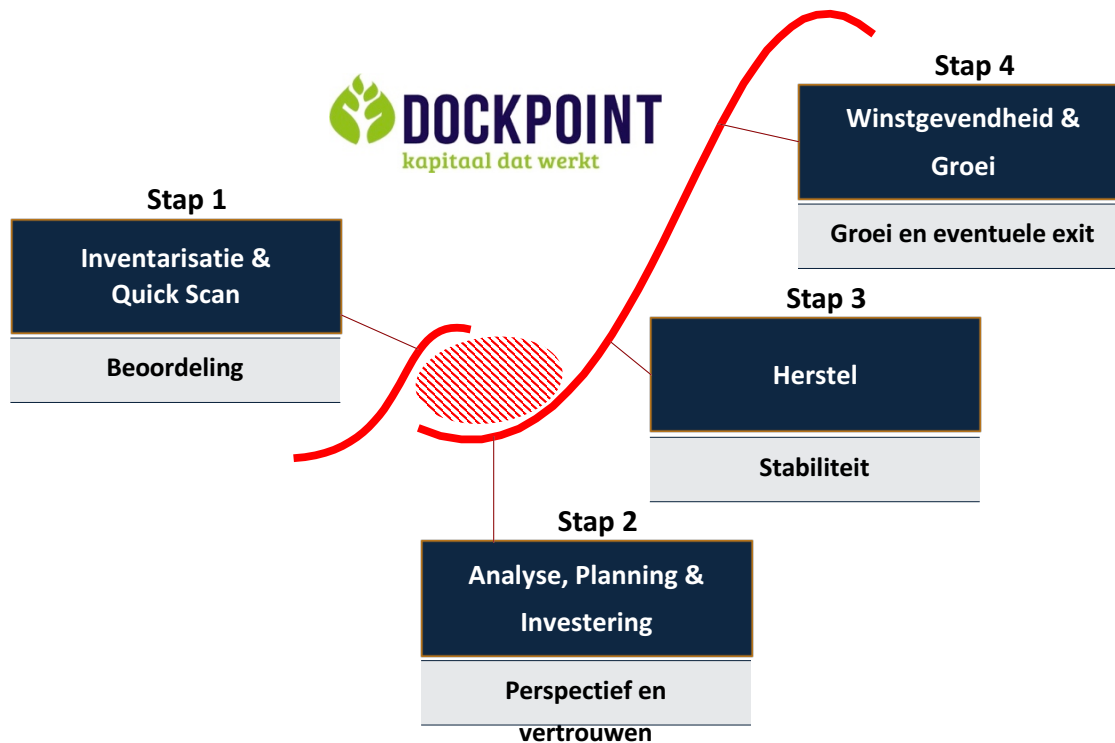 DOCKPOINT
kapitaal dat werkt
Stap 1
Inventarisatie &
Quick Scan
Beoordeling
Stap 2
Analyse, Planning &
Investering
Perspectief en
vertrouwen
Stap 3
Herstel
Stabiliteit
Stap 4
Winstgevendheid &
Groei
Groei en eventuele exit